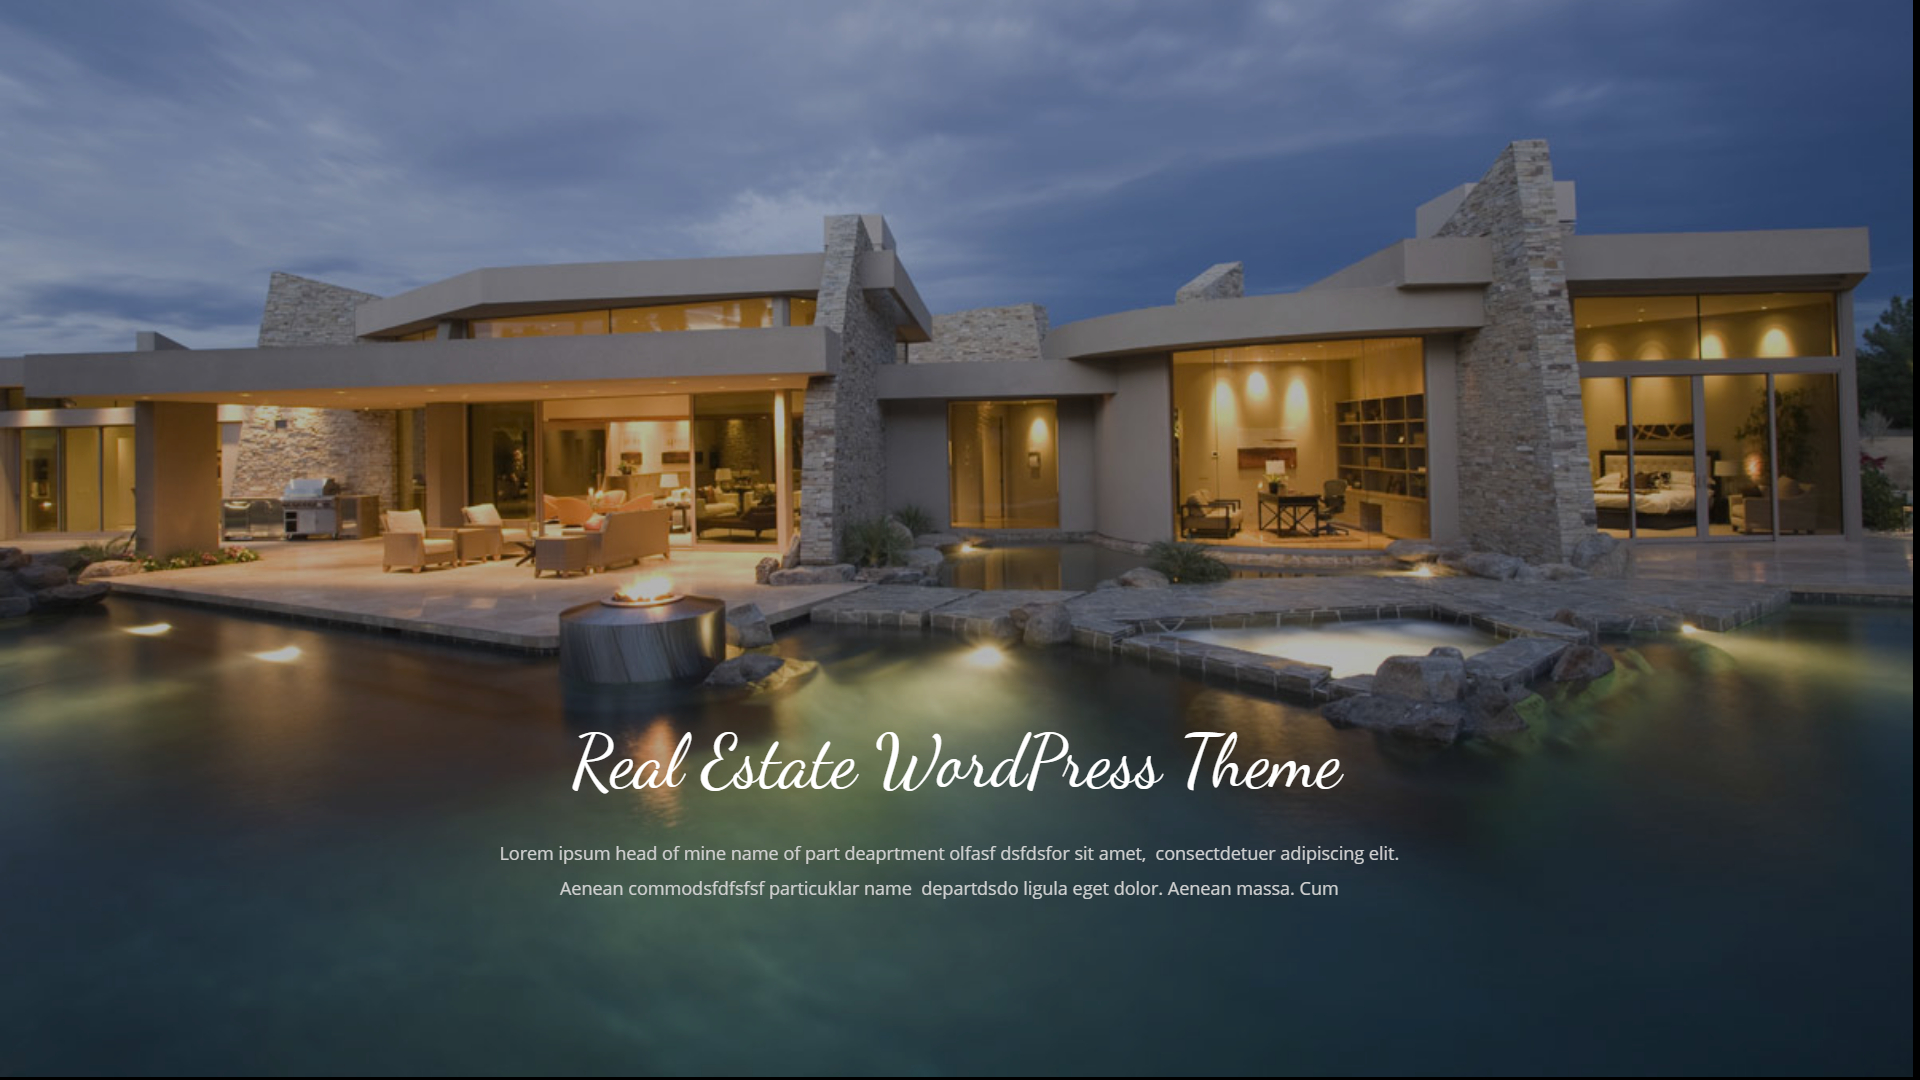 Real Estate WordPress Theme
Lorem ipsum head of mine name of part deaprtment olfasf dsfdsfor sit amet,  consectdetuer adipiscing elit.
Aenean commodsfdfsfsf particuklar name  departdsdo ligula eget dolor. Aenean massa. Cum